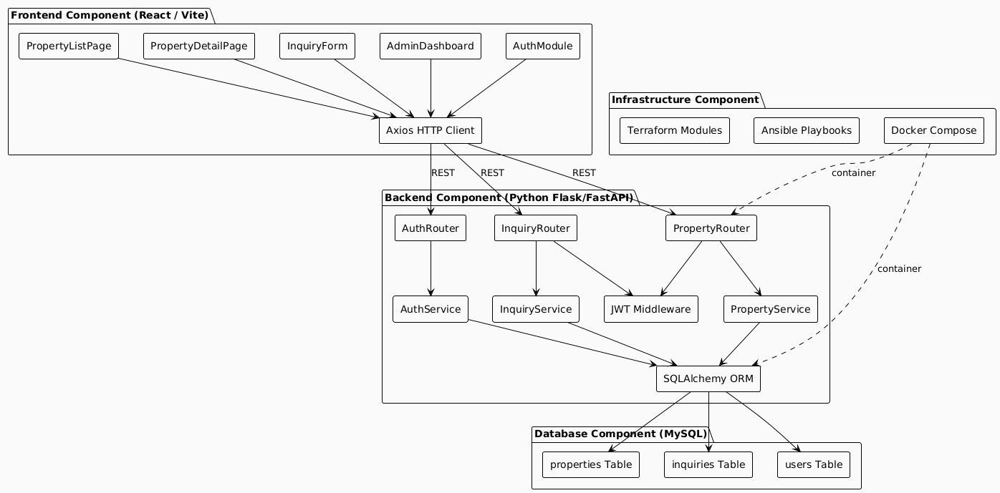 Frontend Component (React / Vite)
PropertyListPage
PropertyDetailPage
InquiryForm
AdminDashboard
AuthModule
Axios HTTP Client
Infrastructure Component
Terraform Modules
Ansible Playbooks
Docker Compose
REST
REST
REST
container
Backend Component (Python Flask/FastAPI)
AuthRouter
InquiryRouter
PropertyRouter
container
AuthService
InquiryService
JWT Middleware
PropertyService
SQLAlchemy ORM
Database Component (MySQL)
properties Table
inquiries Table
users Table